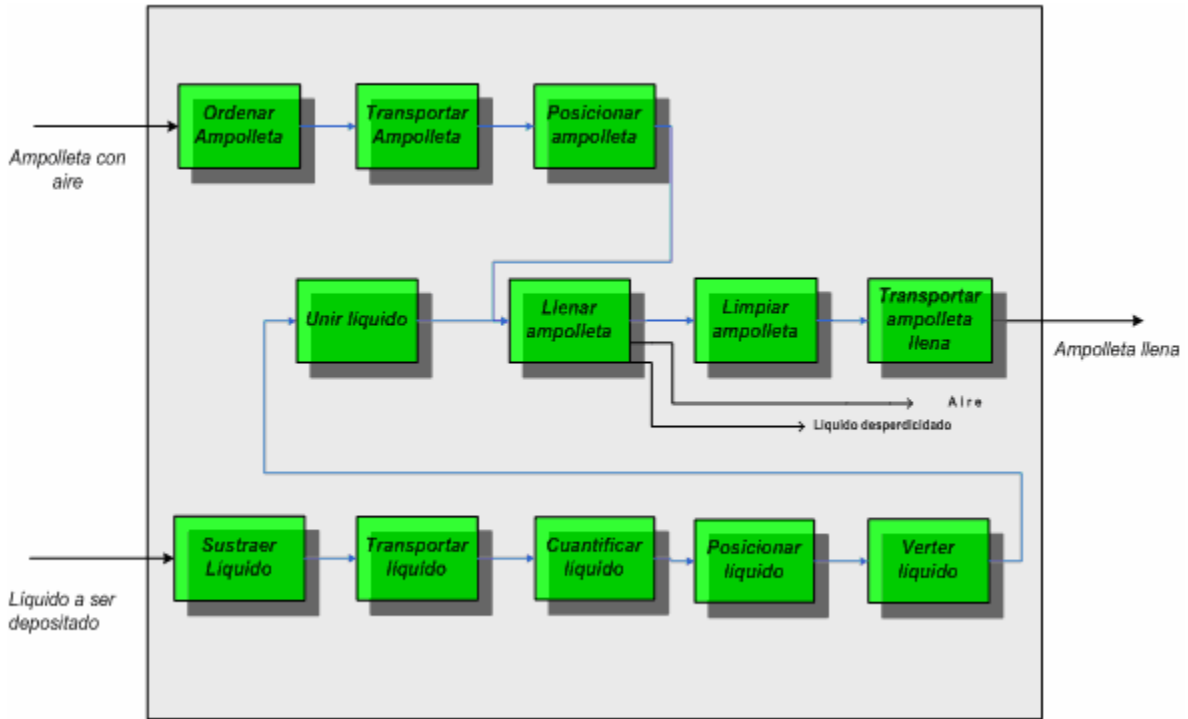 Ordenar
Ampolleta
Transportar
Ampolleta
Posicionar
ampolleta
Ampolleta con
aire
Unir líquido
Llenar
ampolleta
Limpiar
ampolleta
Transportar
ampolleta
llena
Ampolleta llena
Aire
Líquido desperdicidado
Sustraer
Líquido
Transportar
líquido
Cuantificar
líquido
Posicionar
líquido
Verter
líquido
Líquido a ser
depositado